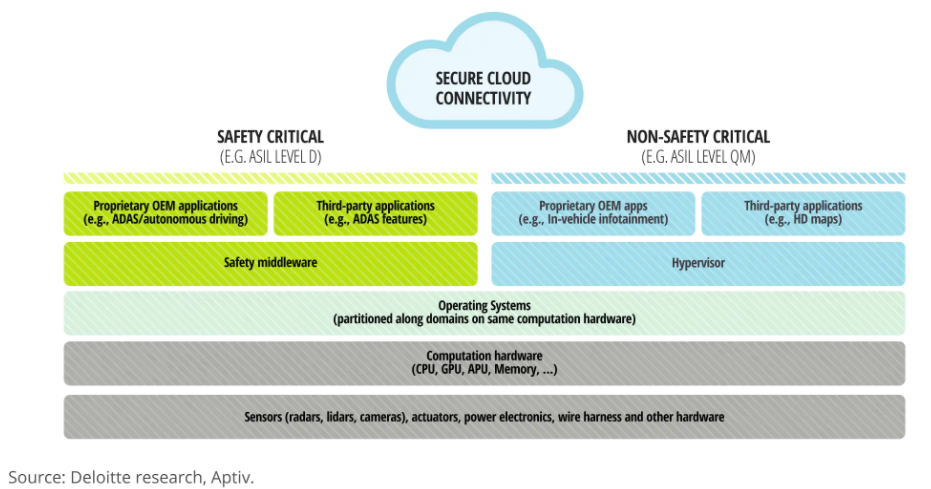 SECURE CLOUD
CONNECTIVITY
SAFETY CRITICAL
(E.G. ASIL LEVEL D)
NON-SAFETY CRITICAL
(E.G. ASIL LEVEL QM)
Proprietary OEM applications
(e.g., ADAS/autonomous driving)
Third-party applications
(e.g., ADAS features)
Proprietary OEM apps
(e.g., In-vehicle infotainment)
Third-party applications
(e.g., HD maps)
Safety middleware
Hypervisor
Operating Systems
(partitioned along domains on same computation hardware)
Computation hardware
(CPU, GPU, APU, Memory, ...)
Sensors (radars, lidars, cameras), actuators, power electronics, wire harness and other hardware
Source: Deloitte research, Aptiv.